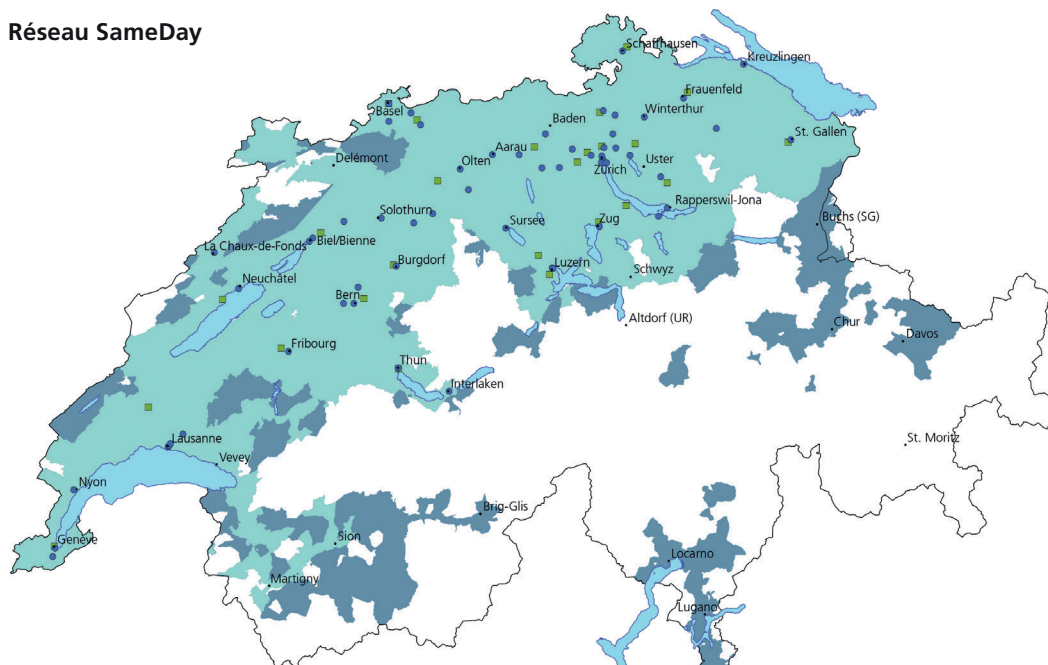 Réseau SameDay
Schaffhausen
Kreuzlingen
Frauenfeld
Basel
Winterthur
Baden
St. Gallen
Aarau
Delémont
Olten
Uster
Zürich
Rapperswil-Jona
Solothurn
Sursee
Zug
Buchs (SG)
Biel/Bienne
La Chaux-de-Fonds
Burgdorf
Luzern
Schwyz
Neuchâtel
Bern
Altdorf (UR)
Chur
Davos
Fribourg
Thun
Interlaken
Lausanne
St. Moritz
Vevey
Nyon
Brig-Glis
Genève
Sion
Locarno
Martigny
Lugano